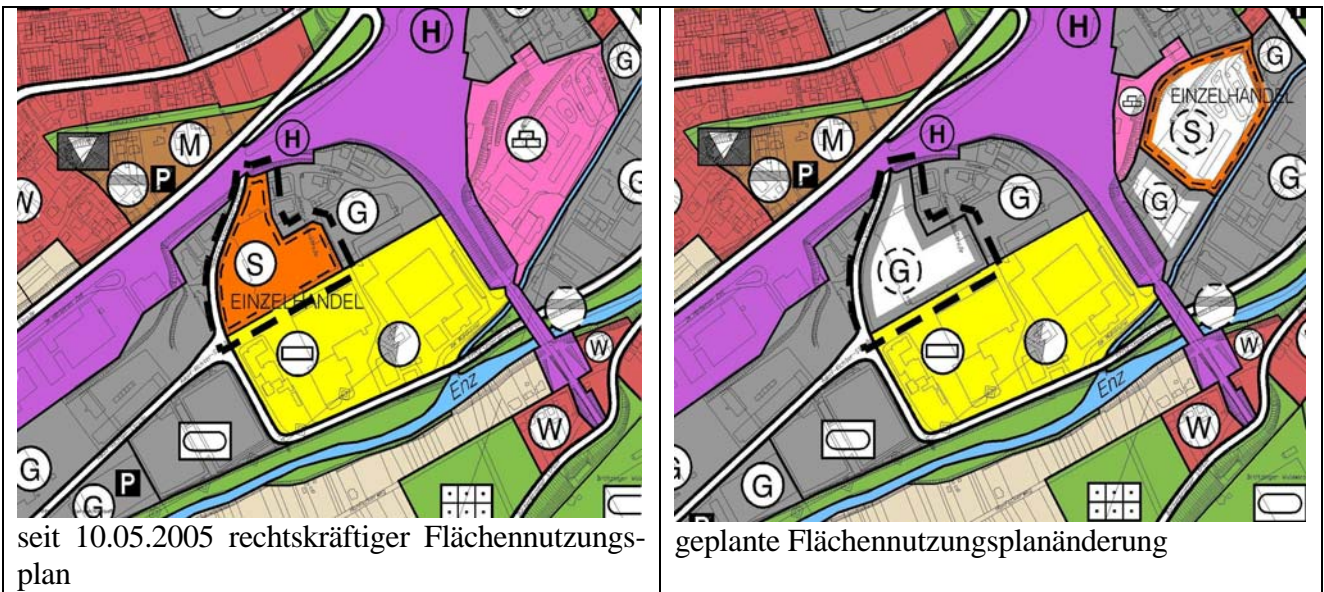 H
G
H
M
P
W
G
G
S
EINZELHANDEL
Enz
W
W
G
G
P
seit 10.05.2005 rechtskräftiger Flächennutzungs-
plan
H
G
EINZELHANDEL
S
H
M
P
W
G
G
G
G
Enz
W
W
G
G
geplante Flächennutzungsplanänderung